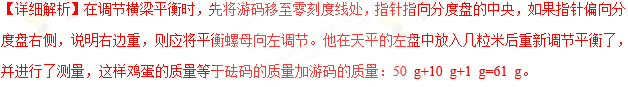 【详细解析】在调节横梁平衡时，先将游码移至零刻度线处，指针指向分度盘的中央，如果指针偏向分
度盘右侧，说明右边重，则应将平衡螺母向左调节。他在天平的左盘中放入几粒米后重新调节平衡了，
并进行了测量，这样鸡蛋的质量等于砝码的质量加游码的质量：50 g+10 g+1 g=61 g。